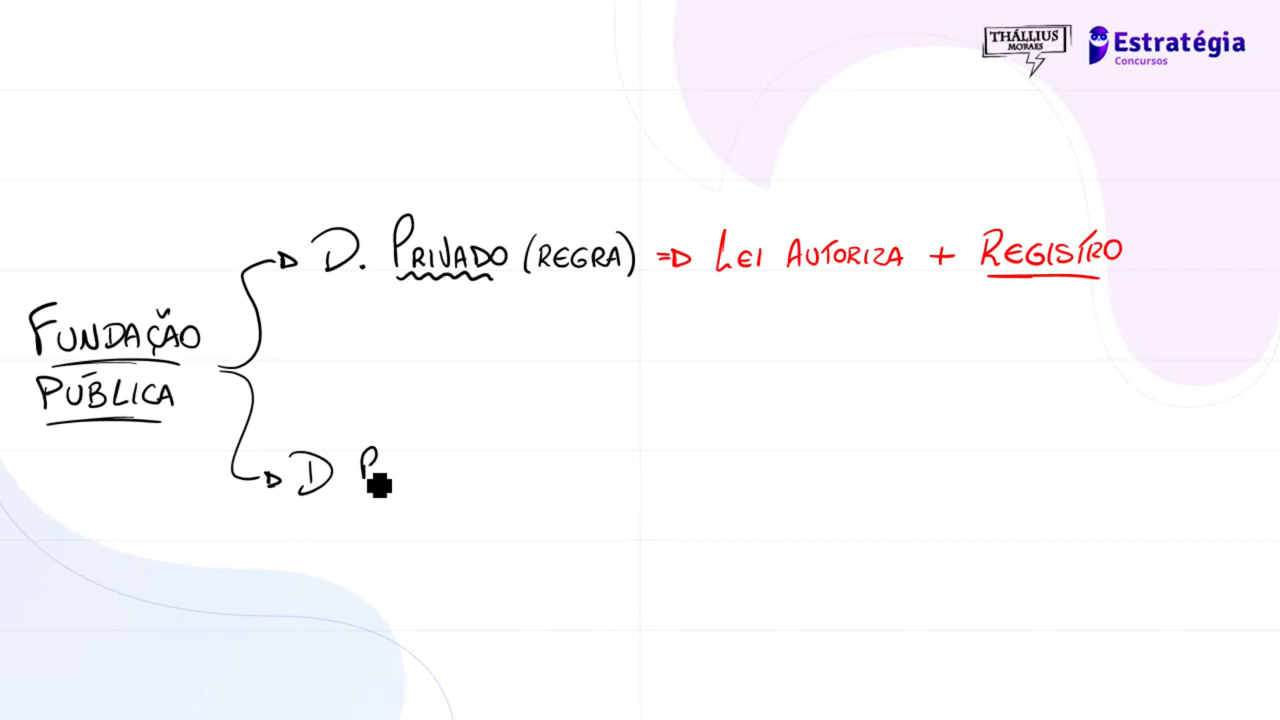 THÁLLIUS
MORAES
Estratégia
Concursos
D. PRIVADO (REGRA) ⇒ LEI AUTORIZA + REGISTRO
FUNDAÇÃO
PÚBLICA
D P